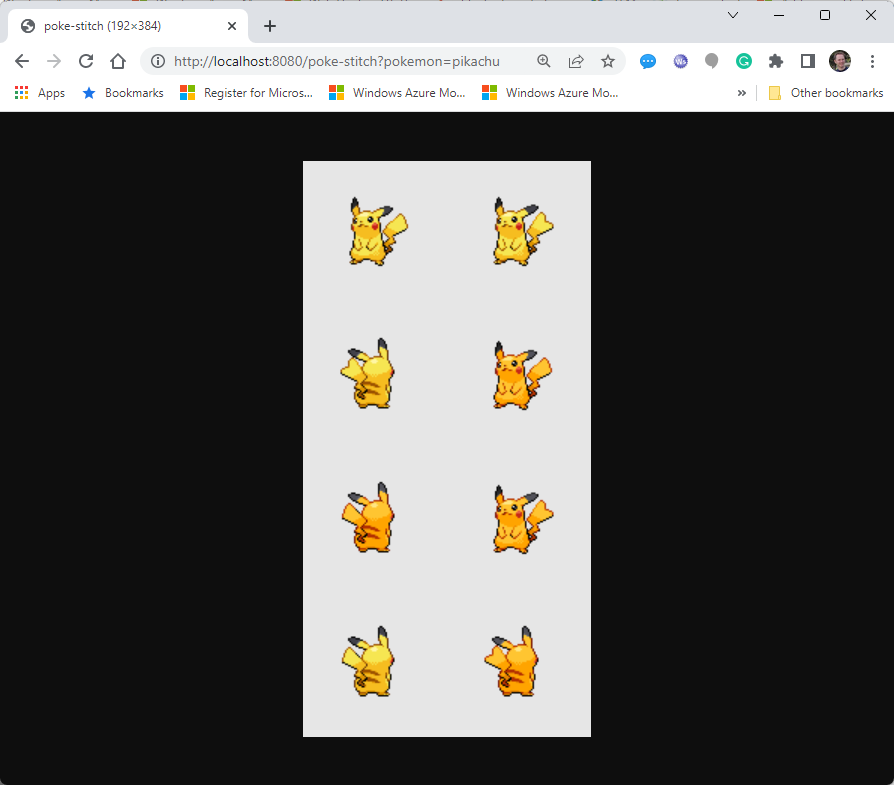 poke-stitch (192×384)
http://localhost:8080/poke-stitch?pokemon=pikachu
Ws
G
Apps
Bookmarks
Register for Micros...
Windows Azure Mo...
Windows Azure Mo...
»
Other bookmarks